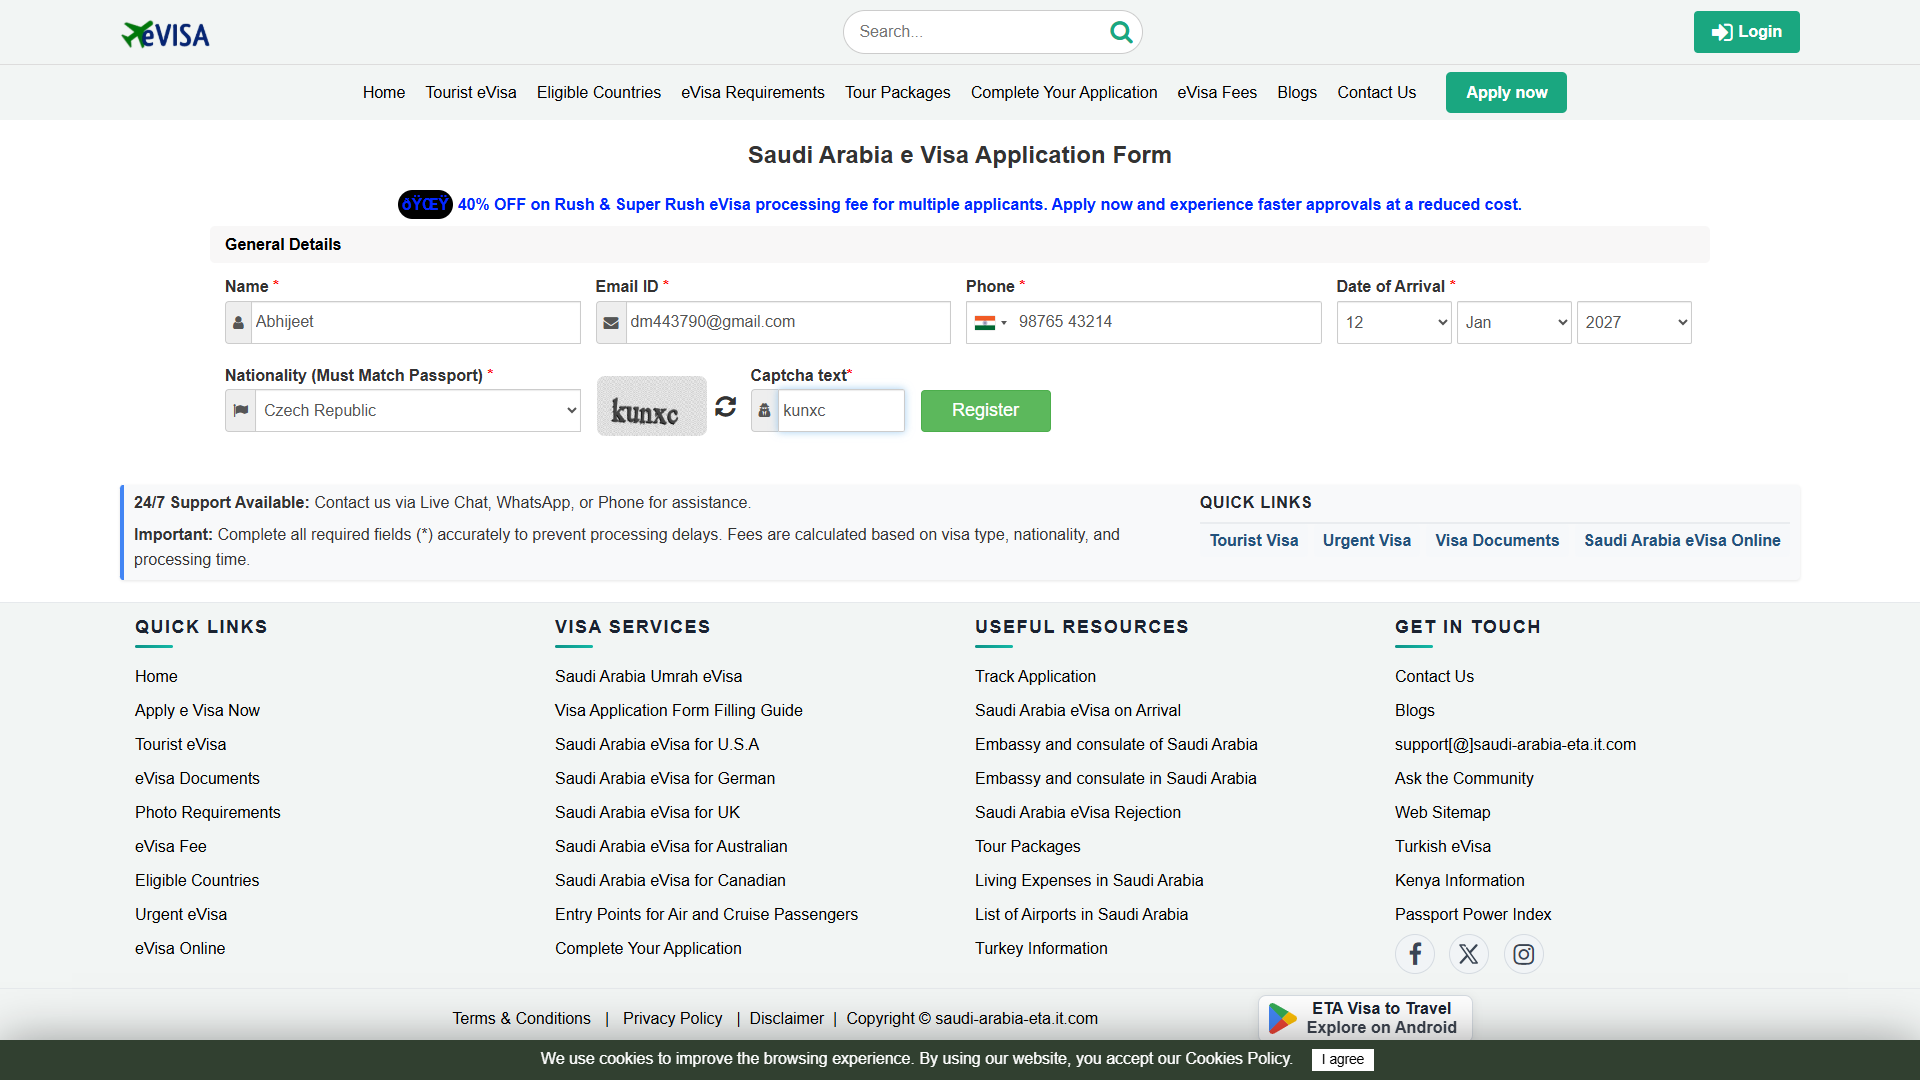 eVISA
Search...
Login
Home Tourist eVisa Eligible Countries eVisa Requirements Tour Packages Complete Your Application eVisa Fees Blogs Contact Us Apply now
Saudi Arabia e Visa Application Form
ðŸŒŸ 40% OFF on Rush & Super Rush eVisa processing fee for multiple applicants. Apply now and experience faster approvals at a reduced cost.
General Details
Name * Email ID * Phone * Date of Arrival *
Abhijeet dm443790@gmail.com 98765 43214 12 Jan 2027
Nationality (Must Match Passport) * Captcha text*
Czech Republic kunxc kunxc Register
24/7 Support Available: Contact us via Live Chat, WhatsApp, or Phone for assistance.
Important: Complete all required fields (*) accurately to prevent processing delays. Fees are calculated based on visa type, nationality, and
processing time.
QUICK LINKS
Tourist Visa Urgent Visa Visa Documents Saudi Arabia eVisa Online
QUICK LINKS
Home
Apply e Visa Now
Tourist eVisa
eVisa Documents
Photo Requirements
eVisa Fee
Eligible Countries
Urgent eVisa
eVisa Online
VISA SERVICES
Saudi Arabia Umrah eVisa
Visa Application Form Filling Guide
Saudi Arabia eVisa for U.S.A
Saudi Arabia eVisa for German
Saudi Arabia eVisa for UK
Saudi Arabia eVisa for Australian
Saudi Arabia eVisa for Canadian
Entry Points for Air and Cruise Passengers
Complete Your Application
USEFUL RESOURCES
Track Application
Saudi Arabia eVisa on Arrival
Embassy and consulate of Saudi Arabia
Embassy and consulate in Saudi Arabia
Saudi Arabia eVisa Rejection
Tour Packages
Living Expenses in Saudi Arabia
List of Airports in Saudi Arabia
Turkey Information
GET IN TOUCH
Contact Us
Blogs
support[@]saudi-arabia-eta.it.com
Ask the Community
Web Sitemap
Turkish eVisa
Kenya Information
Passport Power Index
Terms & Conditions | Privacy Policy | Disclaimer | Copyright © saudi-arabia-eta.it.com
ETA Visa to Travel
Explore on Android
We use cookies to improve the browsing experience. By using our website, you accept our Cookies Policy. I agree